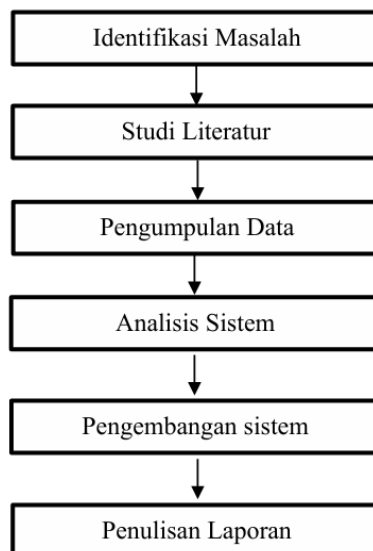 Identifikasi Masalah
Studi Literatur
Pengumpulan Data
Analisis Sistem
Pengembangan sistem
Penulisan Laporan